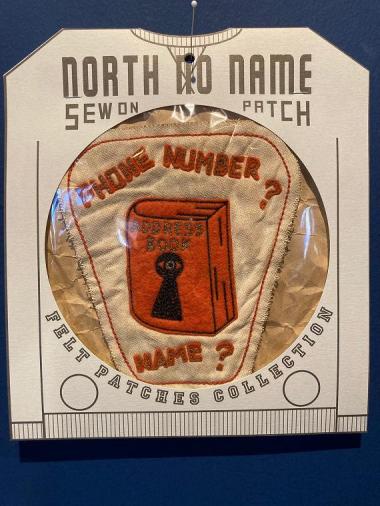 NORTH NO NAME
SEW ON PATCH
PHONE NUMBER ?
ADDRESS
BOOK
NAME ?
FELT PATCHES COLLECTION